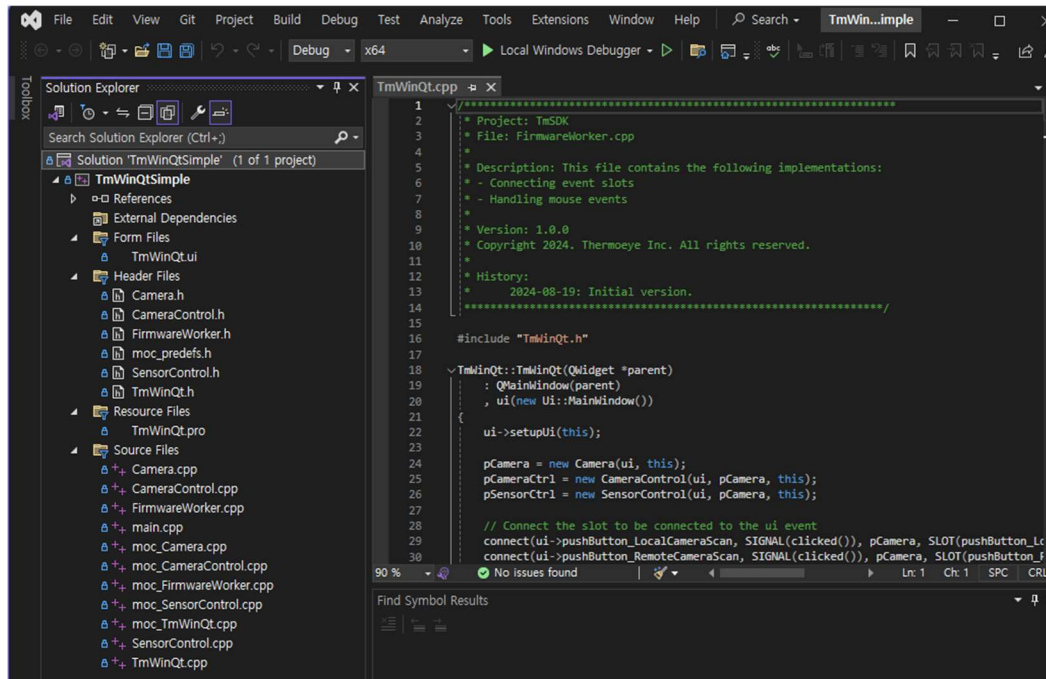 File Edit View Git Project Build Debug Test Analyze Tools Extensions Window Help Search TmWin...imple
Debug x64 Local Windows Debugger
Toolbox
Solution Explorer
Search Solution Explorer (Ctrl+;)
Solution 'TmWinQtSimple' (1 of 1 project)
TmWinQtSimple
References
External Dependencies
Form Files
TmWinQt.ui
Header Files
Camera.h
CameraControl.h
FirmwareWorker.h
moc_predefs.h
SensorControl.h
TmWinQt.h
Resource Files
TmWinQt.pro
Source Files
Camera.cpp
CameraControl.cpp
FirmwareWorker.cpp
main.cpp
moc_Camera.cpp
moc_CameraControl.cpp
moc_FirmwareWorker.cpp
moc_SensorControl.cpp
moc_TmWinQt.cpp
SensorControl.cpp
TmWinQt.cpp
TmWinQt.cpp
1 /******************************************************************
2 * Project: TmSDK
3 * File: FirmwareWorker.cpp
4 *
5 * Description: This file contains the following implementations:
6 * - Connecting event slots
7 * - Handling mouse events
8 *
9 * Version: 1.0.0
10 * Copyright 2024. Thermoeye Inc. All rights reserved.
11 *
12 * History:
13 * 2024-08-19: Initial version.
14 ****************************************************************/
15
16 #include "TmWinQt.h"
17
18 TmWinQt::TmWinQt(QWidget *parent)
19 : QMainWindow(parent)
20 , ui(new Ui::MainWindow())
21 {
22 ui->setupUi(this);
23
24 pCamera = new Camera(ui, this);
25 pCameraCtrl = new CameraControl(ui, pCamera, this);
26 pSensorCtrl = new SensorControl(ui, pCamera, this);
27
28 // Connect the slot to be connected to the ui event
29 connect(ui->pushButton_LocalCameraScan, SIGNAL(clicked()), pCamera, SLOT(pushButton_Lo
30 connect(ui->pushButton_RemoteCameraScan, SIGNAL(clicked()), pCamera, SLOT(pushButton_
90 % No issues found Ln: 1 Ch: 1 SPC CRL
Find Symbol Results